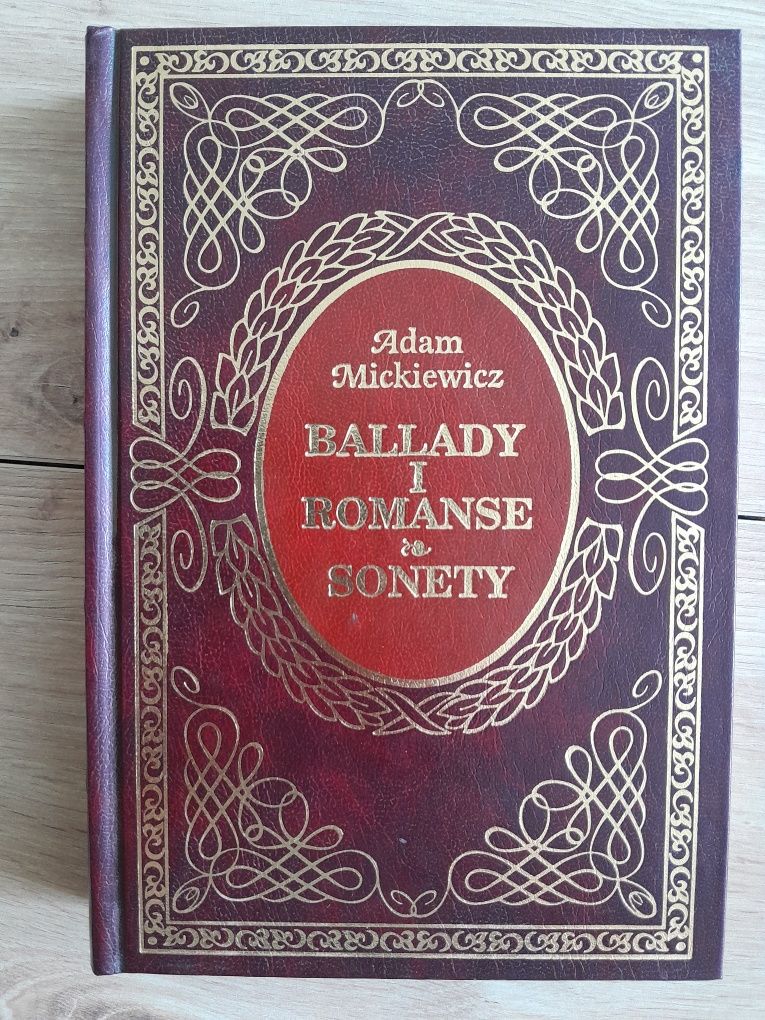 Adam
Mickiewicz
BALLADY
I
ROMANSE
SONETY